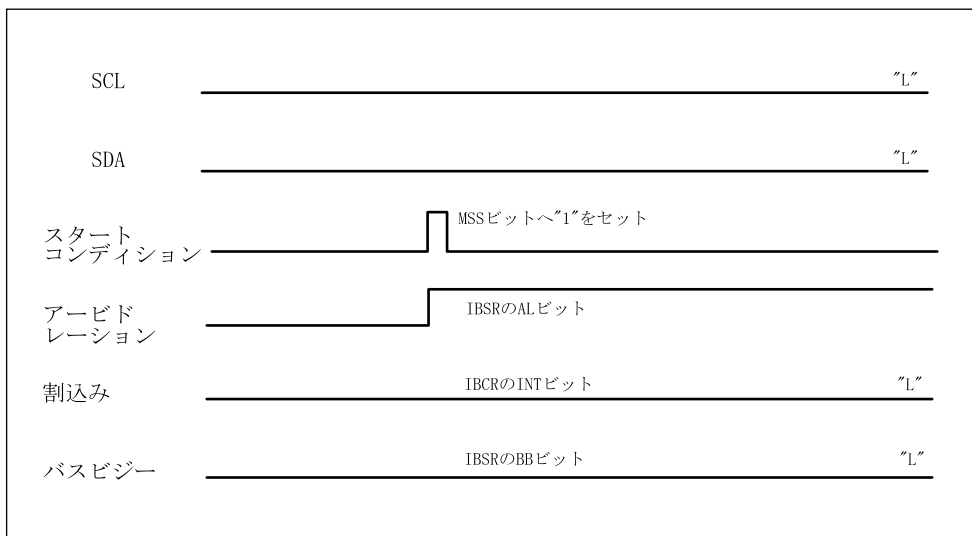 SCL "L"
SDA "L"
MSSビットへ"1"をセット
スタート
コンディション
IBSRのALビット
アービド
レーション
割込み IBCRのINTビット "L"
バスビジー IBSRのBBビット "L"